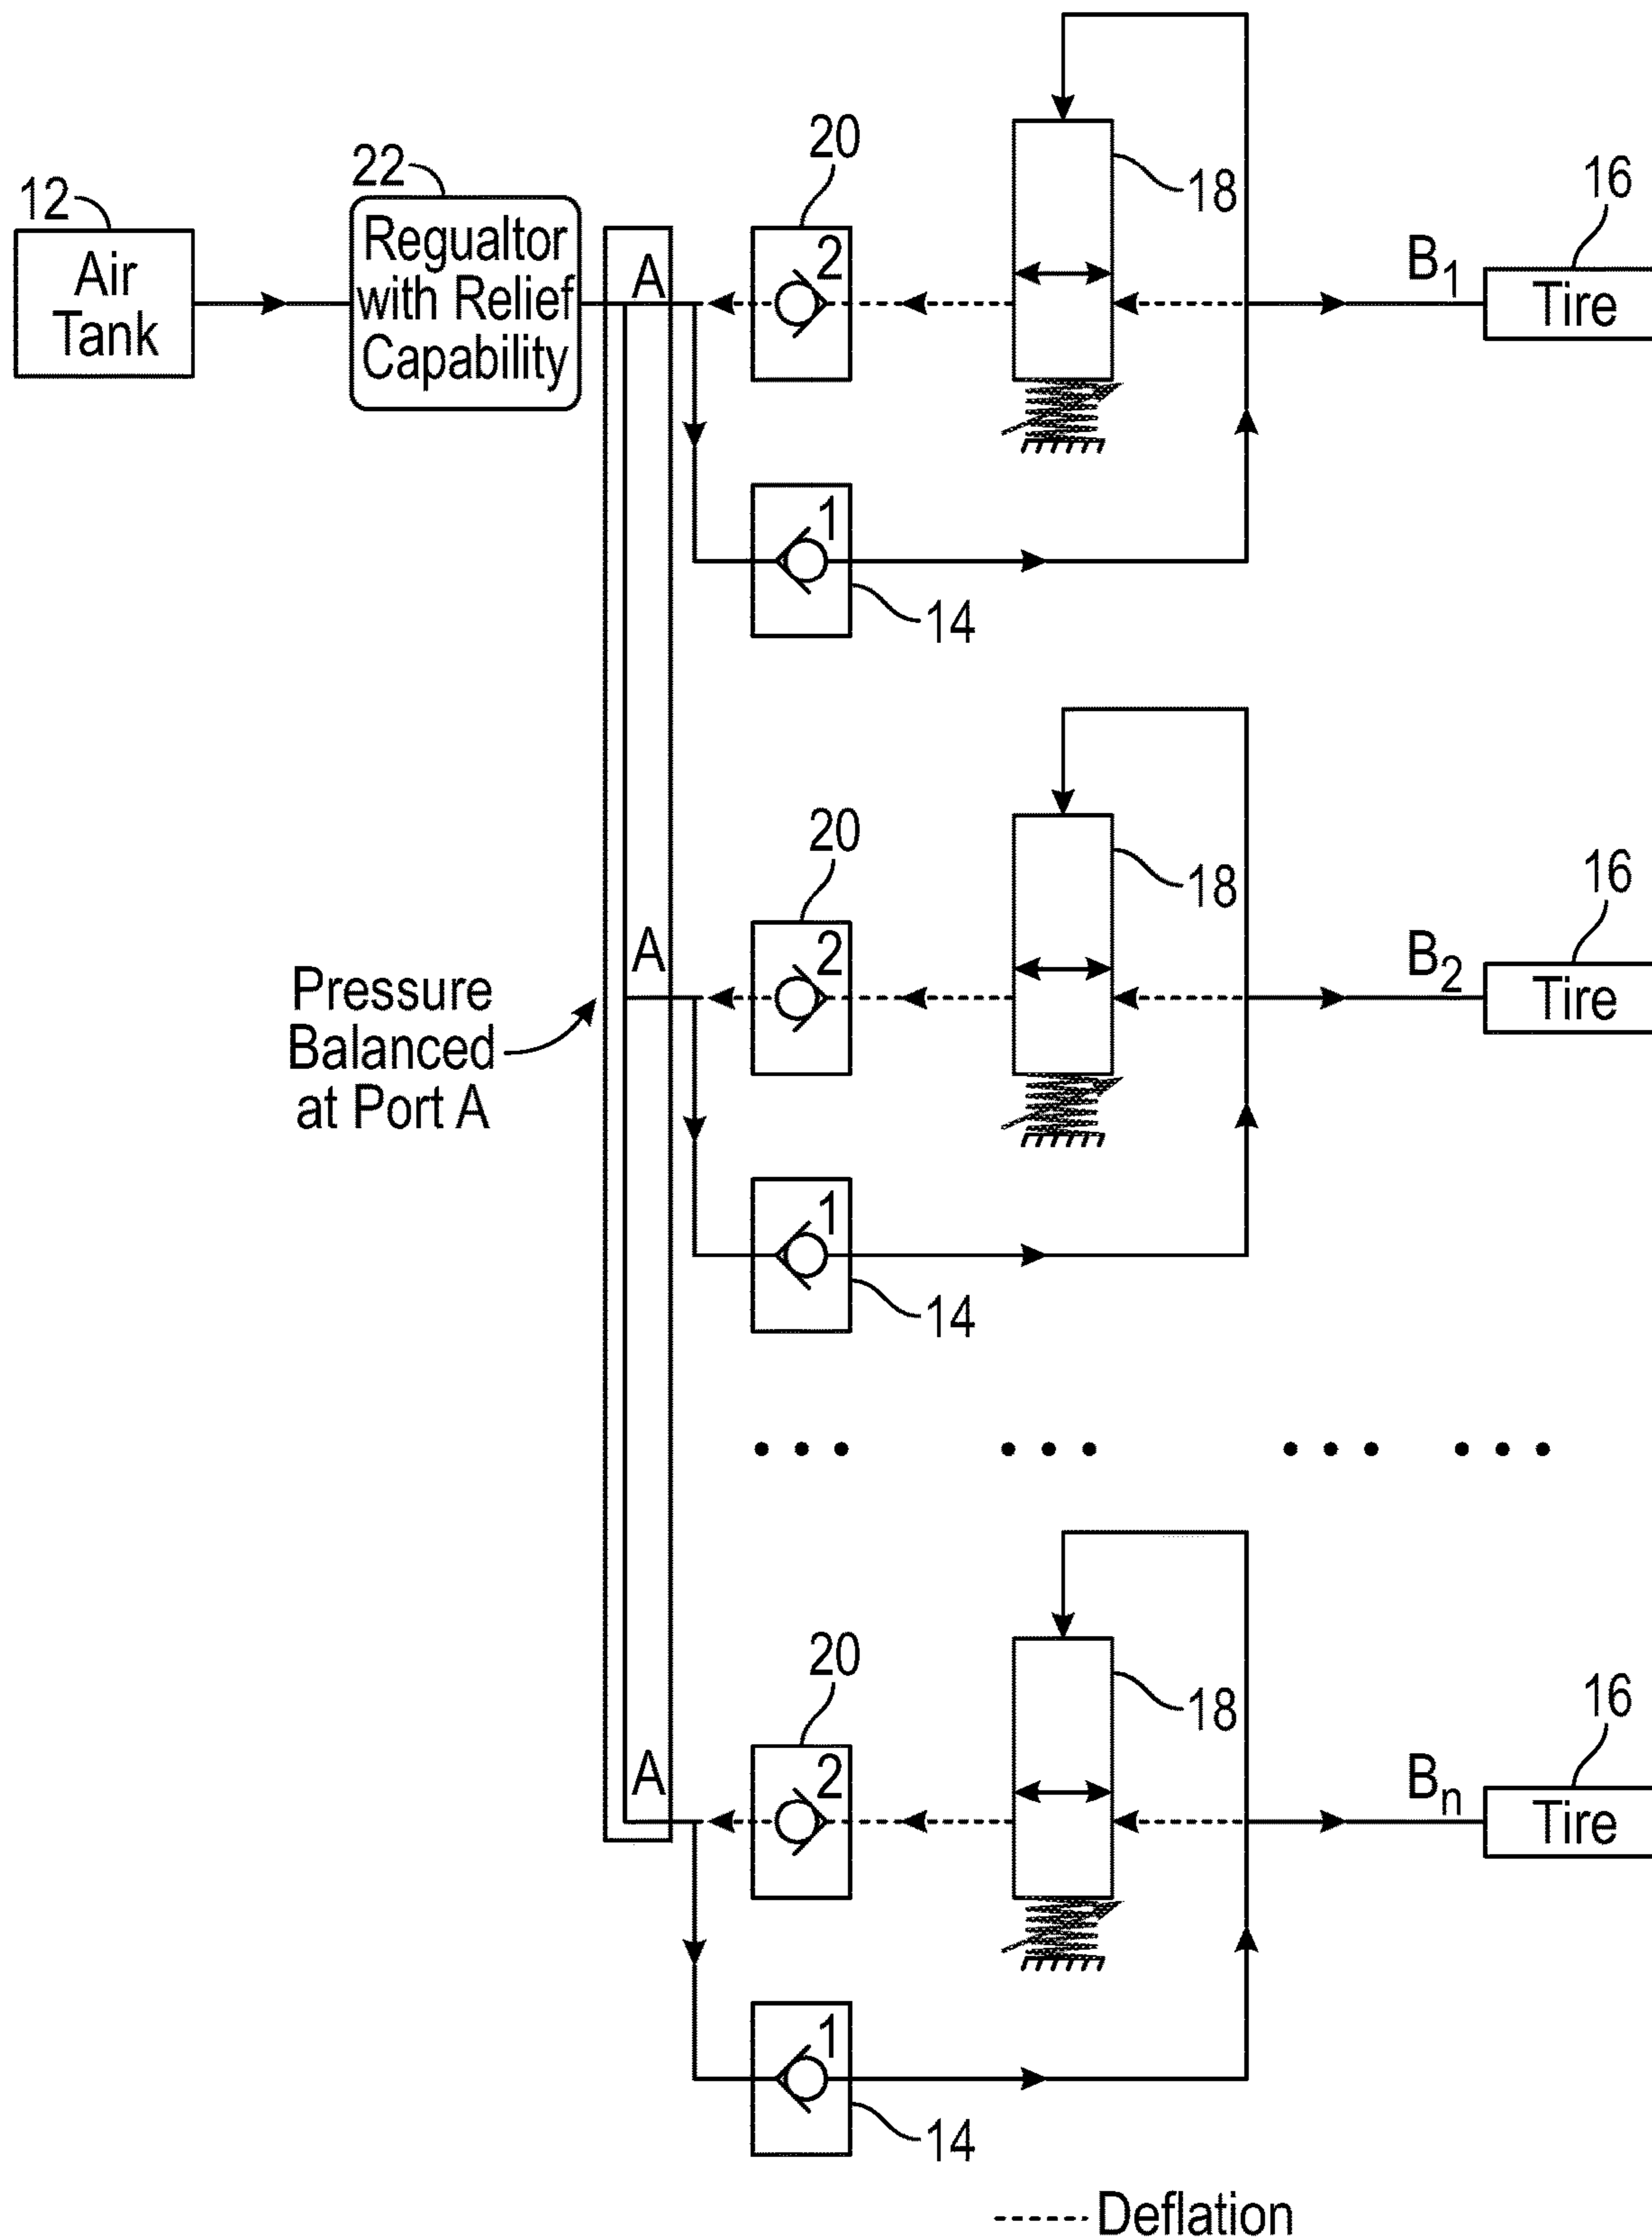 12
Air
Tank
22
Regualtor
with Relief
Capability
A
20
2
18
B1
16
Tire
1
14
Pressure
Balanced
at Port A
A
20
2
18
B2
16
Tire
1
14
A
20
2
18
Bn
16
Tire
1
14
Deflation